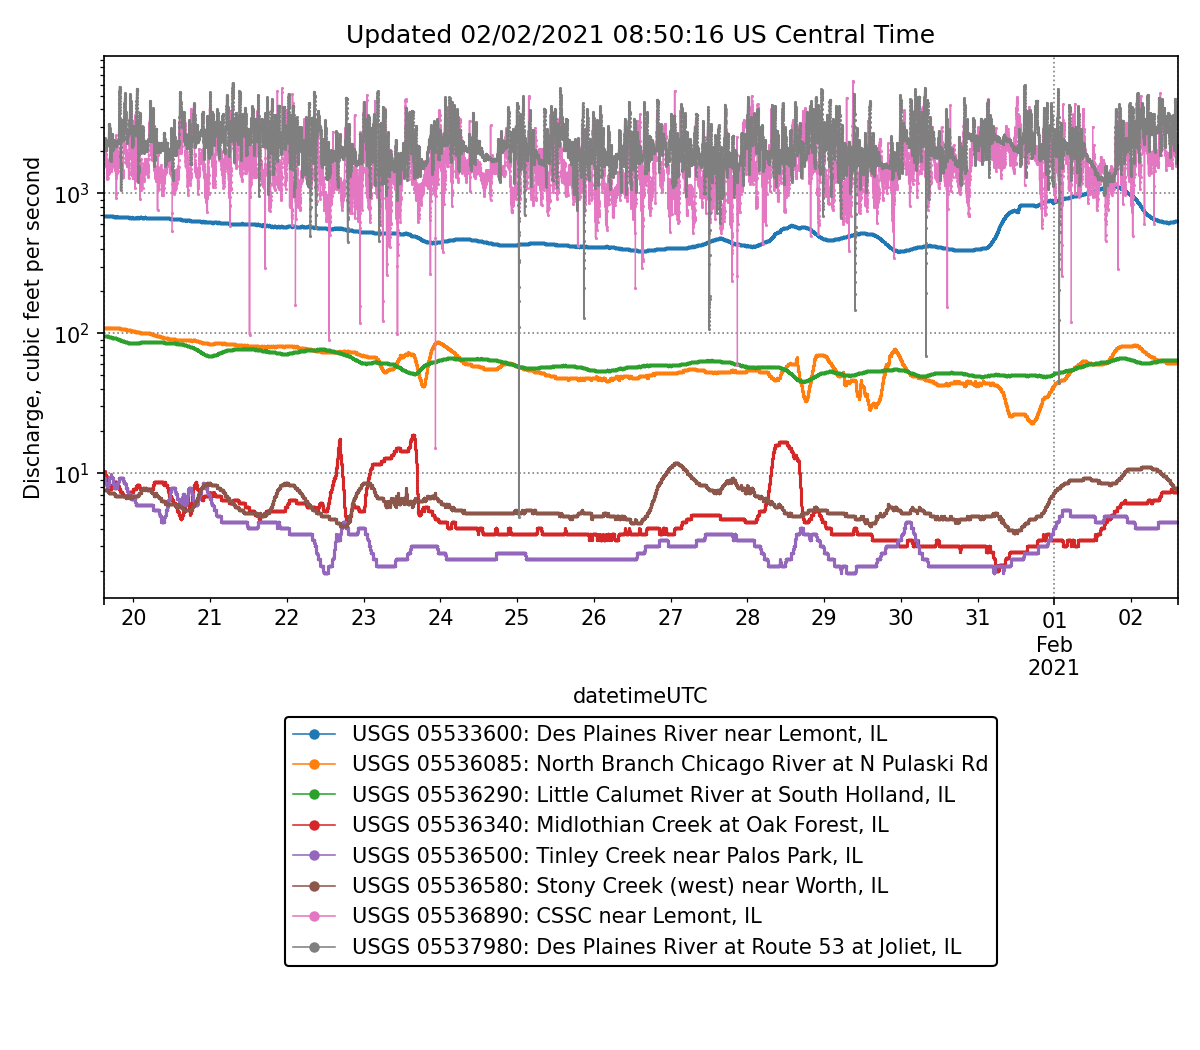 Updated 02/02/2021 08:50:16 US Central Time
Discharge, cubic feet per second
10³
10²
10¹
20 21 22 23 24 25 26 27 28 29 30 31 01 02
Feb
2021
datetimeUTC
USGS 05533600: Des Plaines River near Lemont, IL
USGS 05536085: North Branch Chicago River at N Pulaski Rd
USGS 05536290: Little Calumet River at South Holland, IL
USGS 05536340: Midlothian Creek at Oak Forest, IL
USGS 05536500: Tinley Creek near Palos Park, IL
USGS 05536580: Stony Creek (west) near Worth, IL
USGS 05536890: CSSC near Lemont, IL
USGS 05537980: Des Plaines River at Route 53 at Joliet, IL